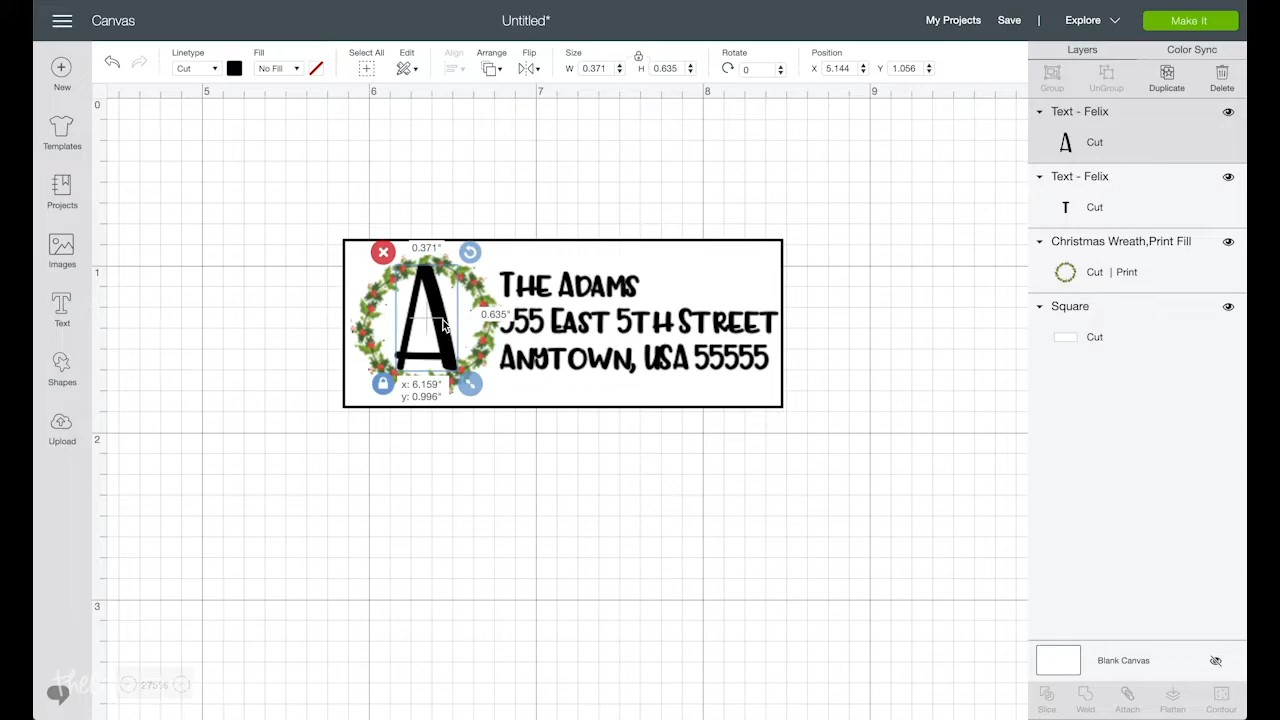 Canvas
Untitled*
My Projects Save | Explore Make It
Linetype Fill Select All Edit Align Arrange Flip Size Rotate Position
Cut No Fill W 0.371 H 0.635 0 X 5.144 Y 1.056
Layers Color Sync
Group UnGroup Duplicate Delete
New
Templates
Projects
Images
Text
Shapes
Upload
5 6 7 8 9
0
1
2
3
0.371"
0.635"
x: 6.159"
y: 0.996"
A
The Adams
555 East 5th Street
Anytown, USA 55555
Text - Felix
A Cut
Text - Felix
T Cut
Christmas Wreath,Print Fill
Cut | Print
Square
Cut
Blank Canvas
Slice Weld Attach Flatten Contour
275%